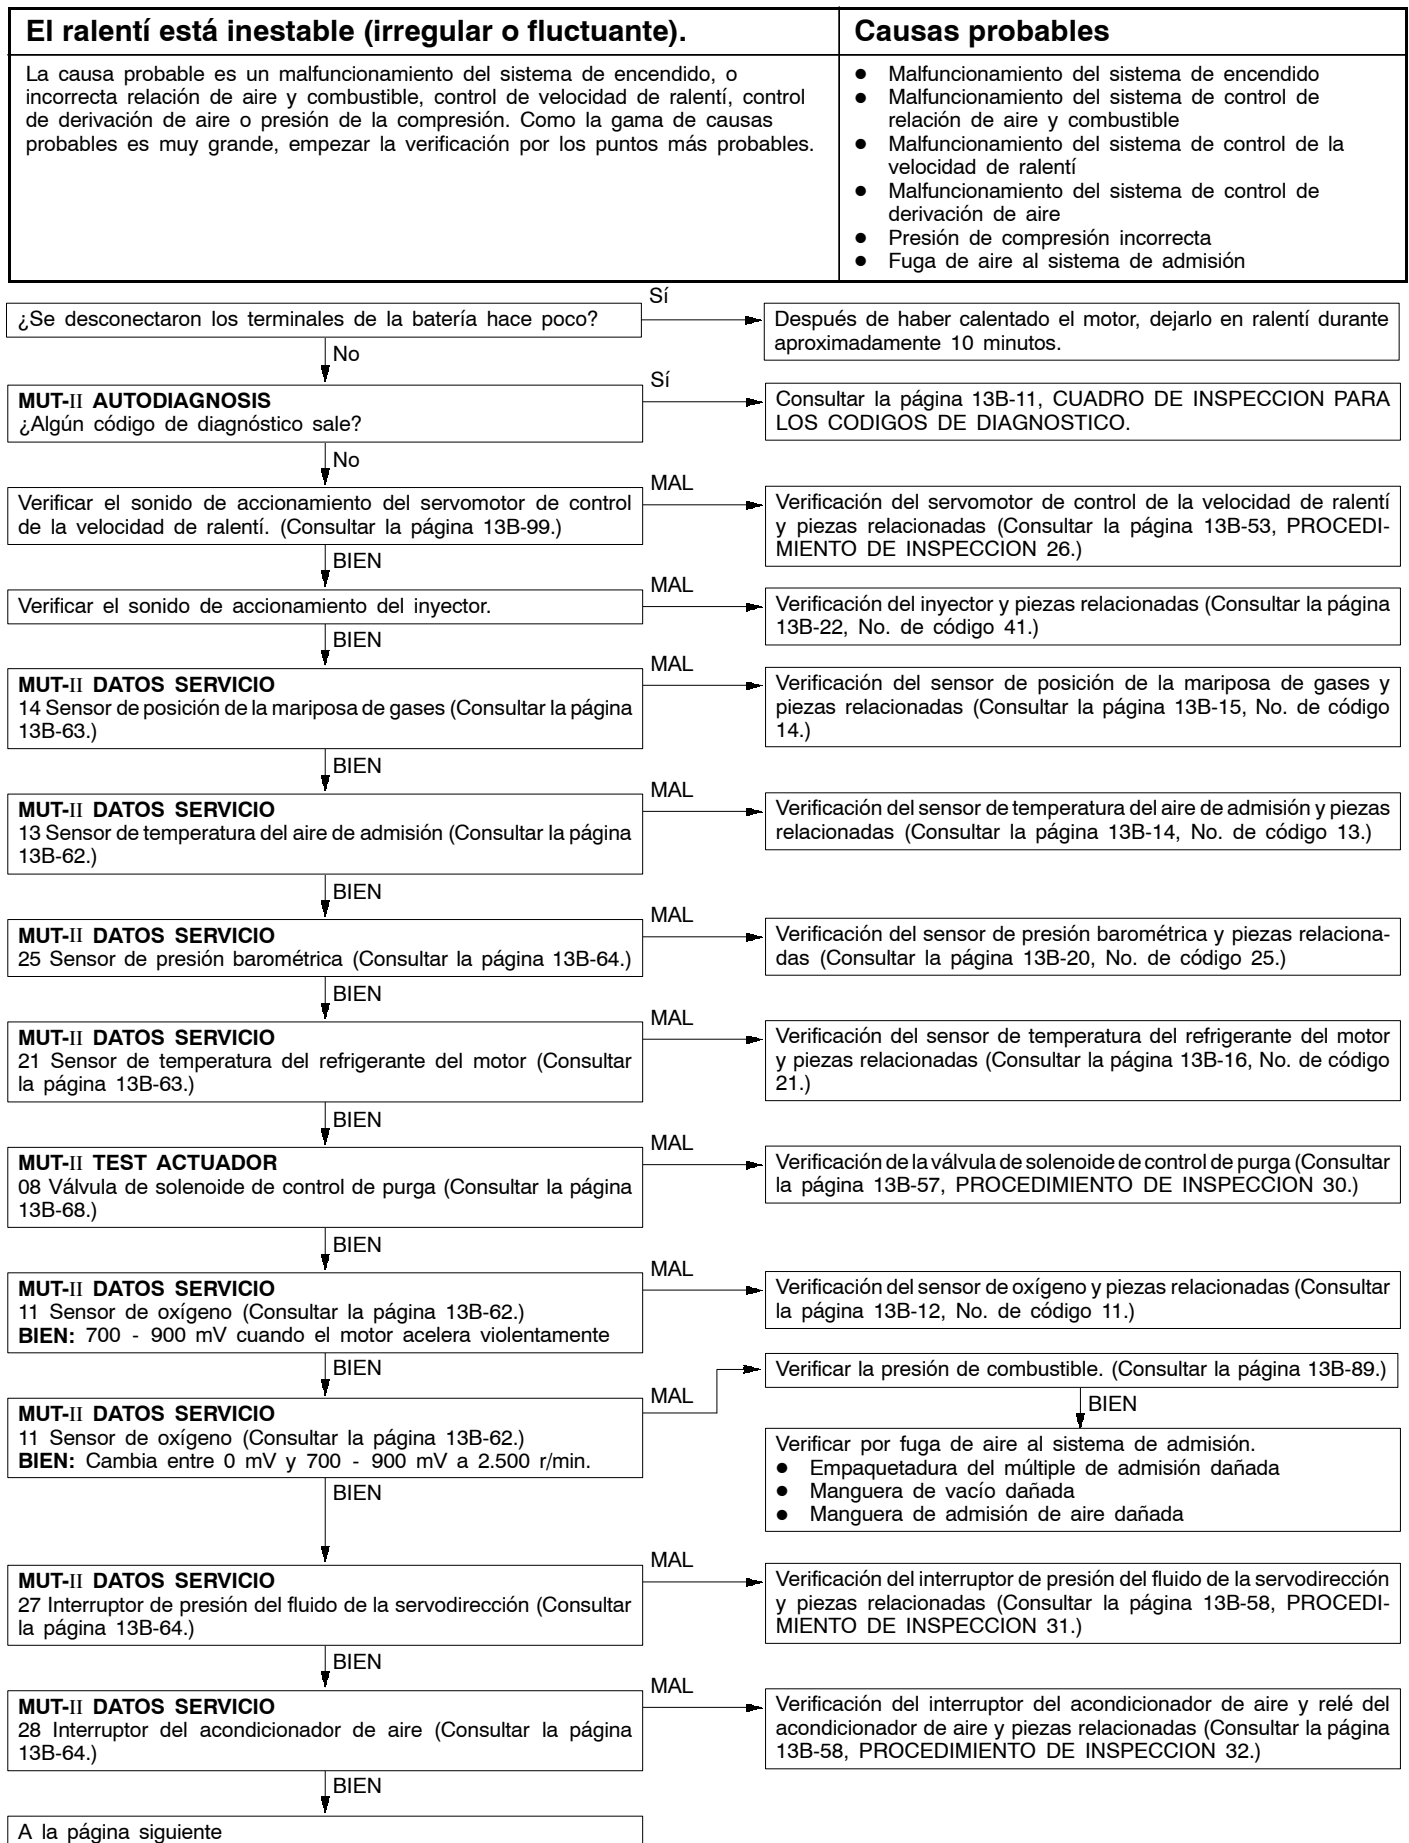 El ralentí está inestable (irregular o fluctuante).
Causas probables
La causa probable es un malfuncionamiento del sistema de encendido, o
incorrecta relación de aire y combustible, control de velocidad de ralentí, control
de derivación de aire o presión de la compresión. Como la gama de causas
probables es muy grande, empezar la verificación por los puntos más probables.
● Malfuncionamiento del sistema de encendido
● Malfuncionamiento del sistema de control de
relación de aire y combustible
● Malfuncionamiento del sistema de control de la
velocidad de ralentí
● Malfuncionamiento del sistema de control de
derivación de aire
● Presión de compresión incorrecta
● Fuga de aire al sistema de admisión
¿Se desconectaron los terminales de la batería hace poco?
Sí
Después de haber calentado el motor, dejarlo en ralentí durante
aproximadamente 10 minutos.
No
MUT-II AUTODIAGNOSIS
¿Algún código de diagnóstico sale?
Sí
Consultar la página 13B-11, CUADRO DE INSPECCION PARA
LOS CODIGOS DE DIAGNOSTICO.
No
Verificar el sonido de accionamiento del servomotor de control
de la velocidad de ralentí. (Consultar la página 13B-99.)
MAL
Verificación del servomotor de control de la velocidad de ralentí
y piezas relacionadas (Consultar la página 13B-53, PROCEDI-
MIENTO DE INSPECCION 26.)
BIEN
Verificar el sonido de accionamiento del inyector.
MAL
Verificación del inyector y piezas relacionadas (Consultar la página
13B-22, No. de código 41.)
BIEN
MUT-II DATOS SERVICIO
14 Sensor de posición de la mariposa de gases (Consultar la página
13B-63.)
MAL
Verificación del sensor de posición de la mariposa de gases y
piezas relacionadas (Consultar la página 13B-15, No. de código
14.)
BIEN
MUT-II DATOS SERVICIO
13 Sensor de temperatura del aire de admisión (Consultar la página
13B-62.)
MAL
Verificación del sensor de temperatura del aire de admisión y piezas
relacionadas (Consultar la página 13B-14, No. de código 13.)
BIEN
MUT-II DATOS SERVICIO
25 Sensor de presión barométrica (Consultar la página 13B-64.)
MAL
Verificación del sensor de presión barométrica y piezas relaciona-
das (Consultar la página 13B-20, No. de código 25.)
BIEN
MUT-II DATOS SERVICIO
21 Sensor de temperatura del refrigerante del motor (Consultar
la página 13B-63.)
MAL
Verificación del sensor de temperatura del refrigerante del motor
y piezas relacionadas (Consultar la página 13B-16, No. de código
21.)
BIEN
MUT-II TEST ACTUADOR
08 Válvula de solenoide de control de purga (Consultar la página
13B-68.)
MAL
Verificación de la válvula de solenoide de control de purga (Consultar
la página 13B-57, PROCEDIMIENTO DE INSPECCION 30.)
BIEN
MUT-II DATOS SERVICIO
11 Sensor de oxígeno (Consultar la página 13B-62.)
BIEN: 700 - 900 mV cuando el motor acelera violentamente
MAL
Verificación del sensor de oxígeno y piezas relacionadas (Consultar
la página 13B-12, No. de código 11.)
BIEN
MUT-II DATOS SERVICIO
11 Sensor de oxígeno (Consultar la página 13B-62.)
BIEN: Cambia entre 0 mV y 700 - 900 mV a 2.500 r/min.
MAL
Verificar la presión de combustible. (Consultar la página 13B-89.)
BIEN
Verificar por fuga de aire al sistema de admisión.
● Empaquetadura del múltiple de admisión dañada
● Manguera de vacío dañada
● Manguera de admisión de aire dañada
BIEN
MUT-II DATOS SERVICIO
27 Interruptor de presión del fluido de la servodirección (Consultar
la página 13B-64.)
MAL
Verificación del interruptor de presión del fluido de la servodirección
y piezas relacionadas (Consultar la página 13B-58, PROCEDI-
MIENTO DE INSPECCION 31.)
BIEN
MUT-II DATOS SERVICIO
28 Interruptor del acondicionador de aire (Consultar la página
13B-64.)
MAL
Verificación del interruptor del acondicionador de aire y relé del
acondicionador de aire y piezas relacionadas (Consultar la página
13B-58, PROCEDIMIENTO DE INSPECCION 32.)
BIEN
A la página siguiente